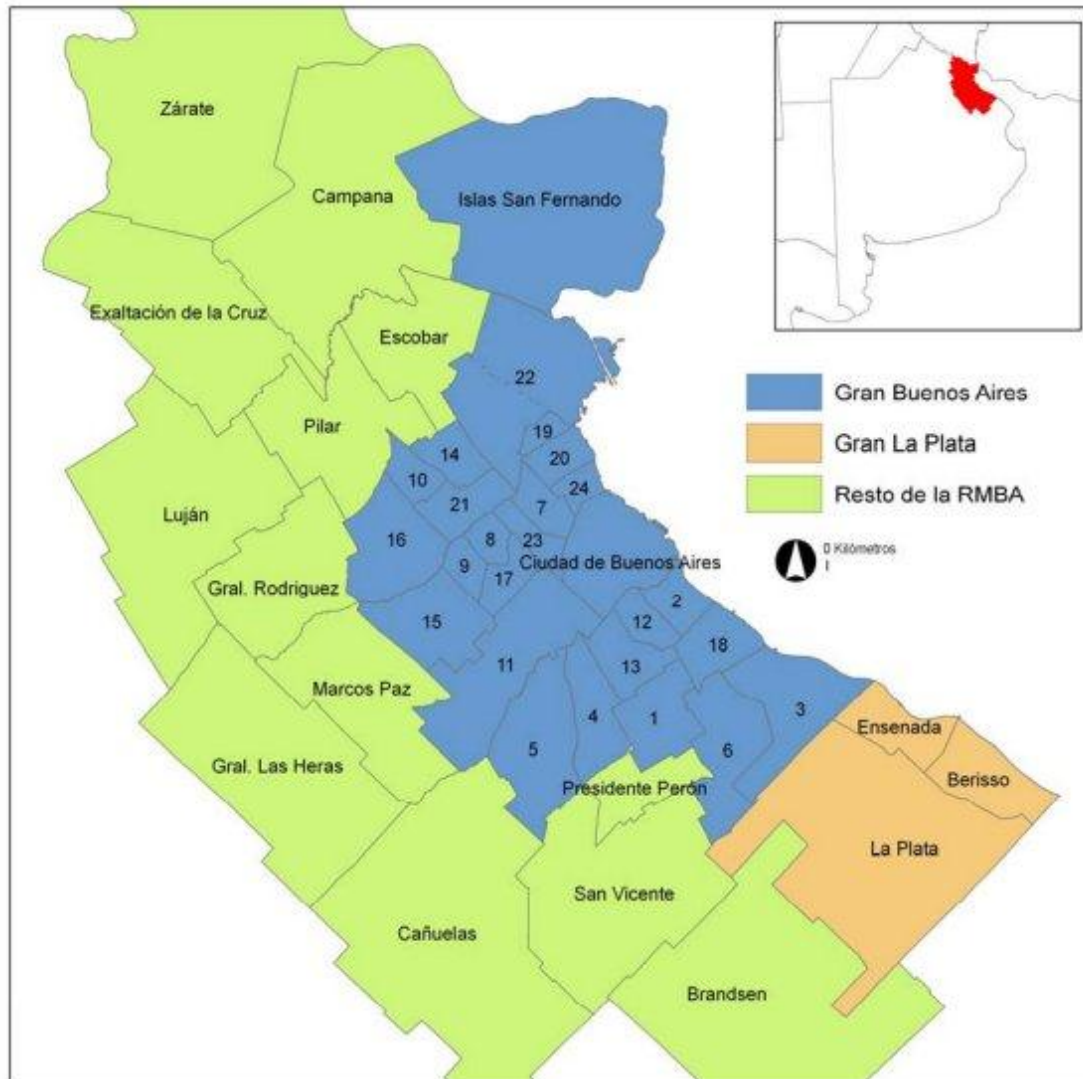 Zárate
Campana
Islas San Fernando
Exaltación de la Cruz
Escobar
22
Gran Buenos Aires
Pilar
19
Gran La Plata
14
20
10
24
Resto de la RMBA
21
7
Luján
16
8
23
0 Kilómetros
Ciudad de Buenos Aires
9
17
Gral. Rodriguez
2
15
12
18
11
13
Marcos Paz
3
4
1
Ensenada
5
6
Gral. Las Heras
Presidente Perón
Berisso
La Plata
San Vicente
Cañuelas
Brandsen